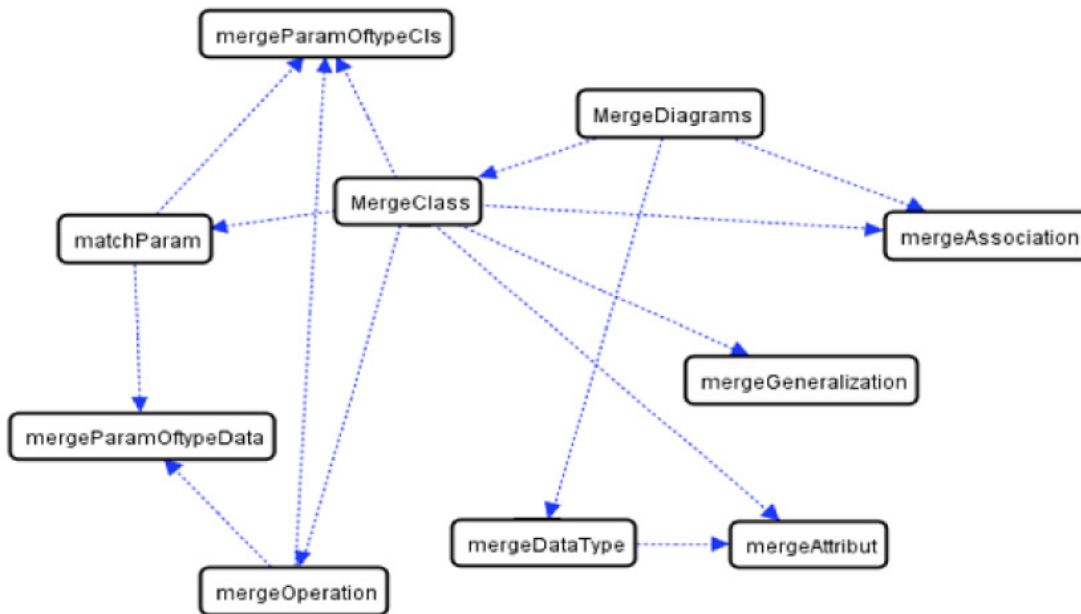 mergeParamOftypeCls
MergeDiagrams
MergeClass
matchParam
mergeAssociation
mergeGeneralization
mergeParamOftypeData
mergeDataType
mergeAttribut
mergeOperation